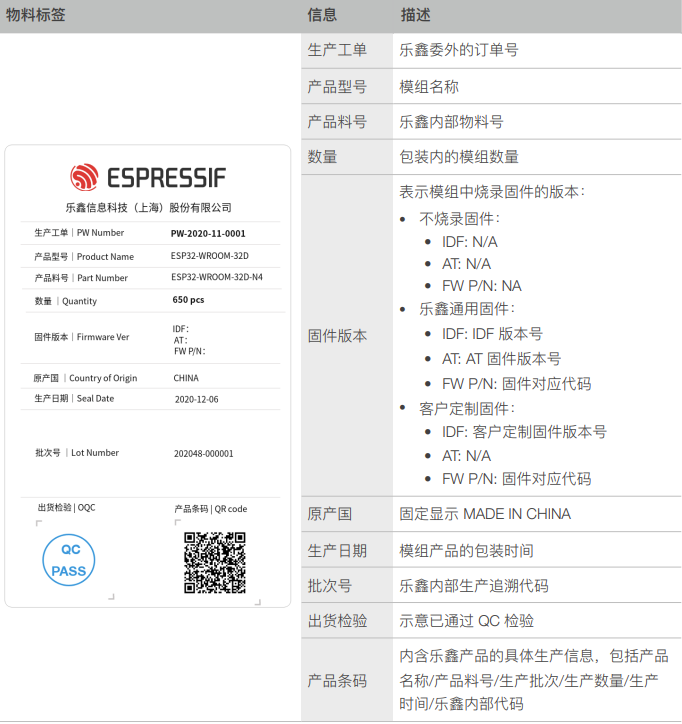 物料标签
信息
描述
ESPRESSIF
乐鑫信息科技（上海）股份有限公司
生产工单｜PW Number
PW-2020-11-0001
产品型号｜Product Name
ESP32-WROOM-32D
产品料号｜Part Number
ESP32-WROOM-32D-N4
数量｜Quantity
650 pcs
固件版本｜Firmware Ver
IDF：
AT：
FW P/N：
原产国｜Country of Origin
CHINA
生产日期｜Seal Date
2020-12-06
批次号｜Lot Number
202048-000001
出货检验| OQC
产品条码| QR code
QC
PASS
生产工单
乐鑫委外的订单号
产品型号
模组名称
产品料号
乐鑫内部物料号
数量
包装内的模组数量
固件版本
表示模组中烧录固件的版本：
• 不烧录固件：
• IDF: N/A
• AT: N/A
• FW P/N: NA
• 乐鑫通用固件：
• IDF: IDF 版本号
• AT: AT 固件版本号
• FW P/N: 固件对应代码
• 客户定制固件：
• IDF: 客户定制固件版本号
• AT: N/A
• FW P/N: 固件对应代码
原产国
固定显示 MADE IN CHINA
生产日期
模组产品的包装时间
批次号
乐鑫内部生产追溯代码
出货检验
示意已通过 QC 检验
产品条码
内含乐鑫产品的具体生产信息，包括产品
名称/产品料号/生产批次/生产数量/生产
时间/乐鑫内部代码